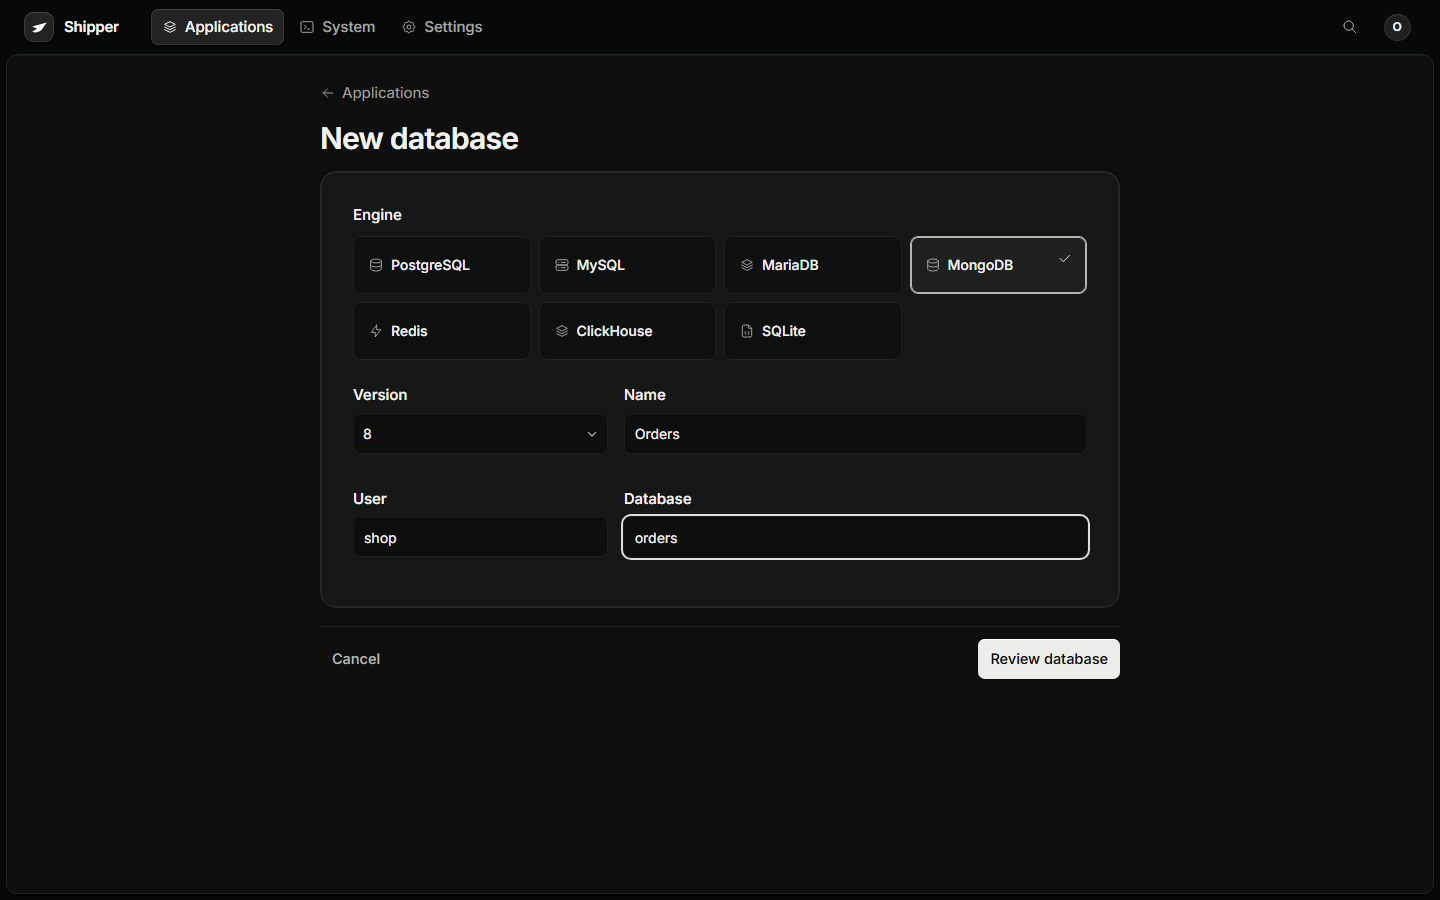 Shipper
Applications
System
Settings
O
Applications
New database
Engine
PostgreSQL
MySQL
MariaDB
MongoDB
Redis
ClickHouse
SQLite
Version
Name
8
Orders
User
Database
shop
orders
Cancel
Review database